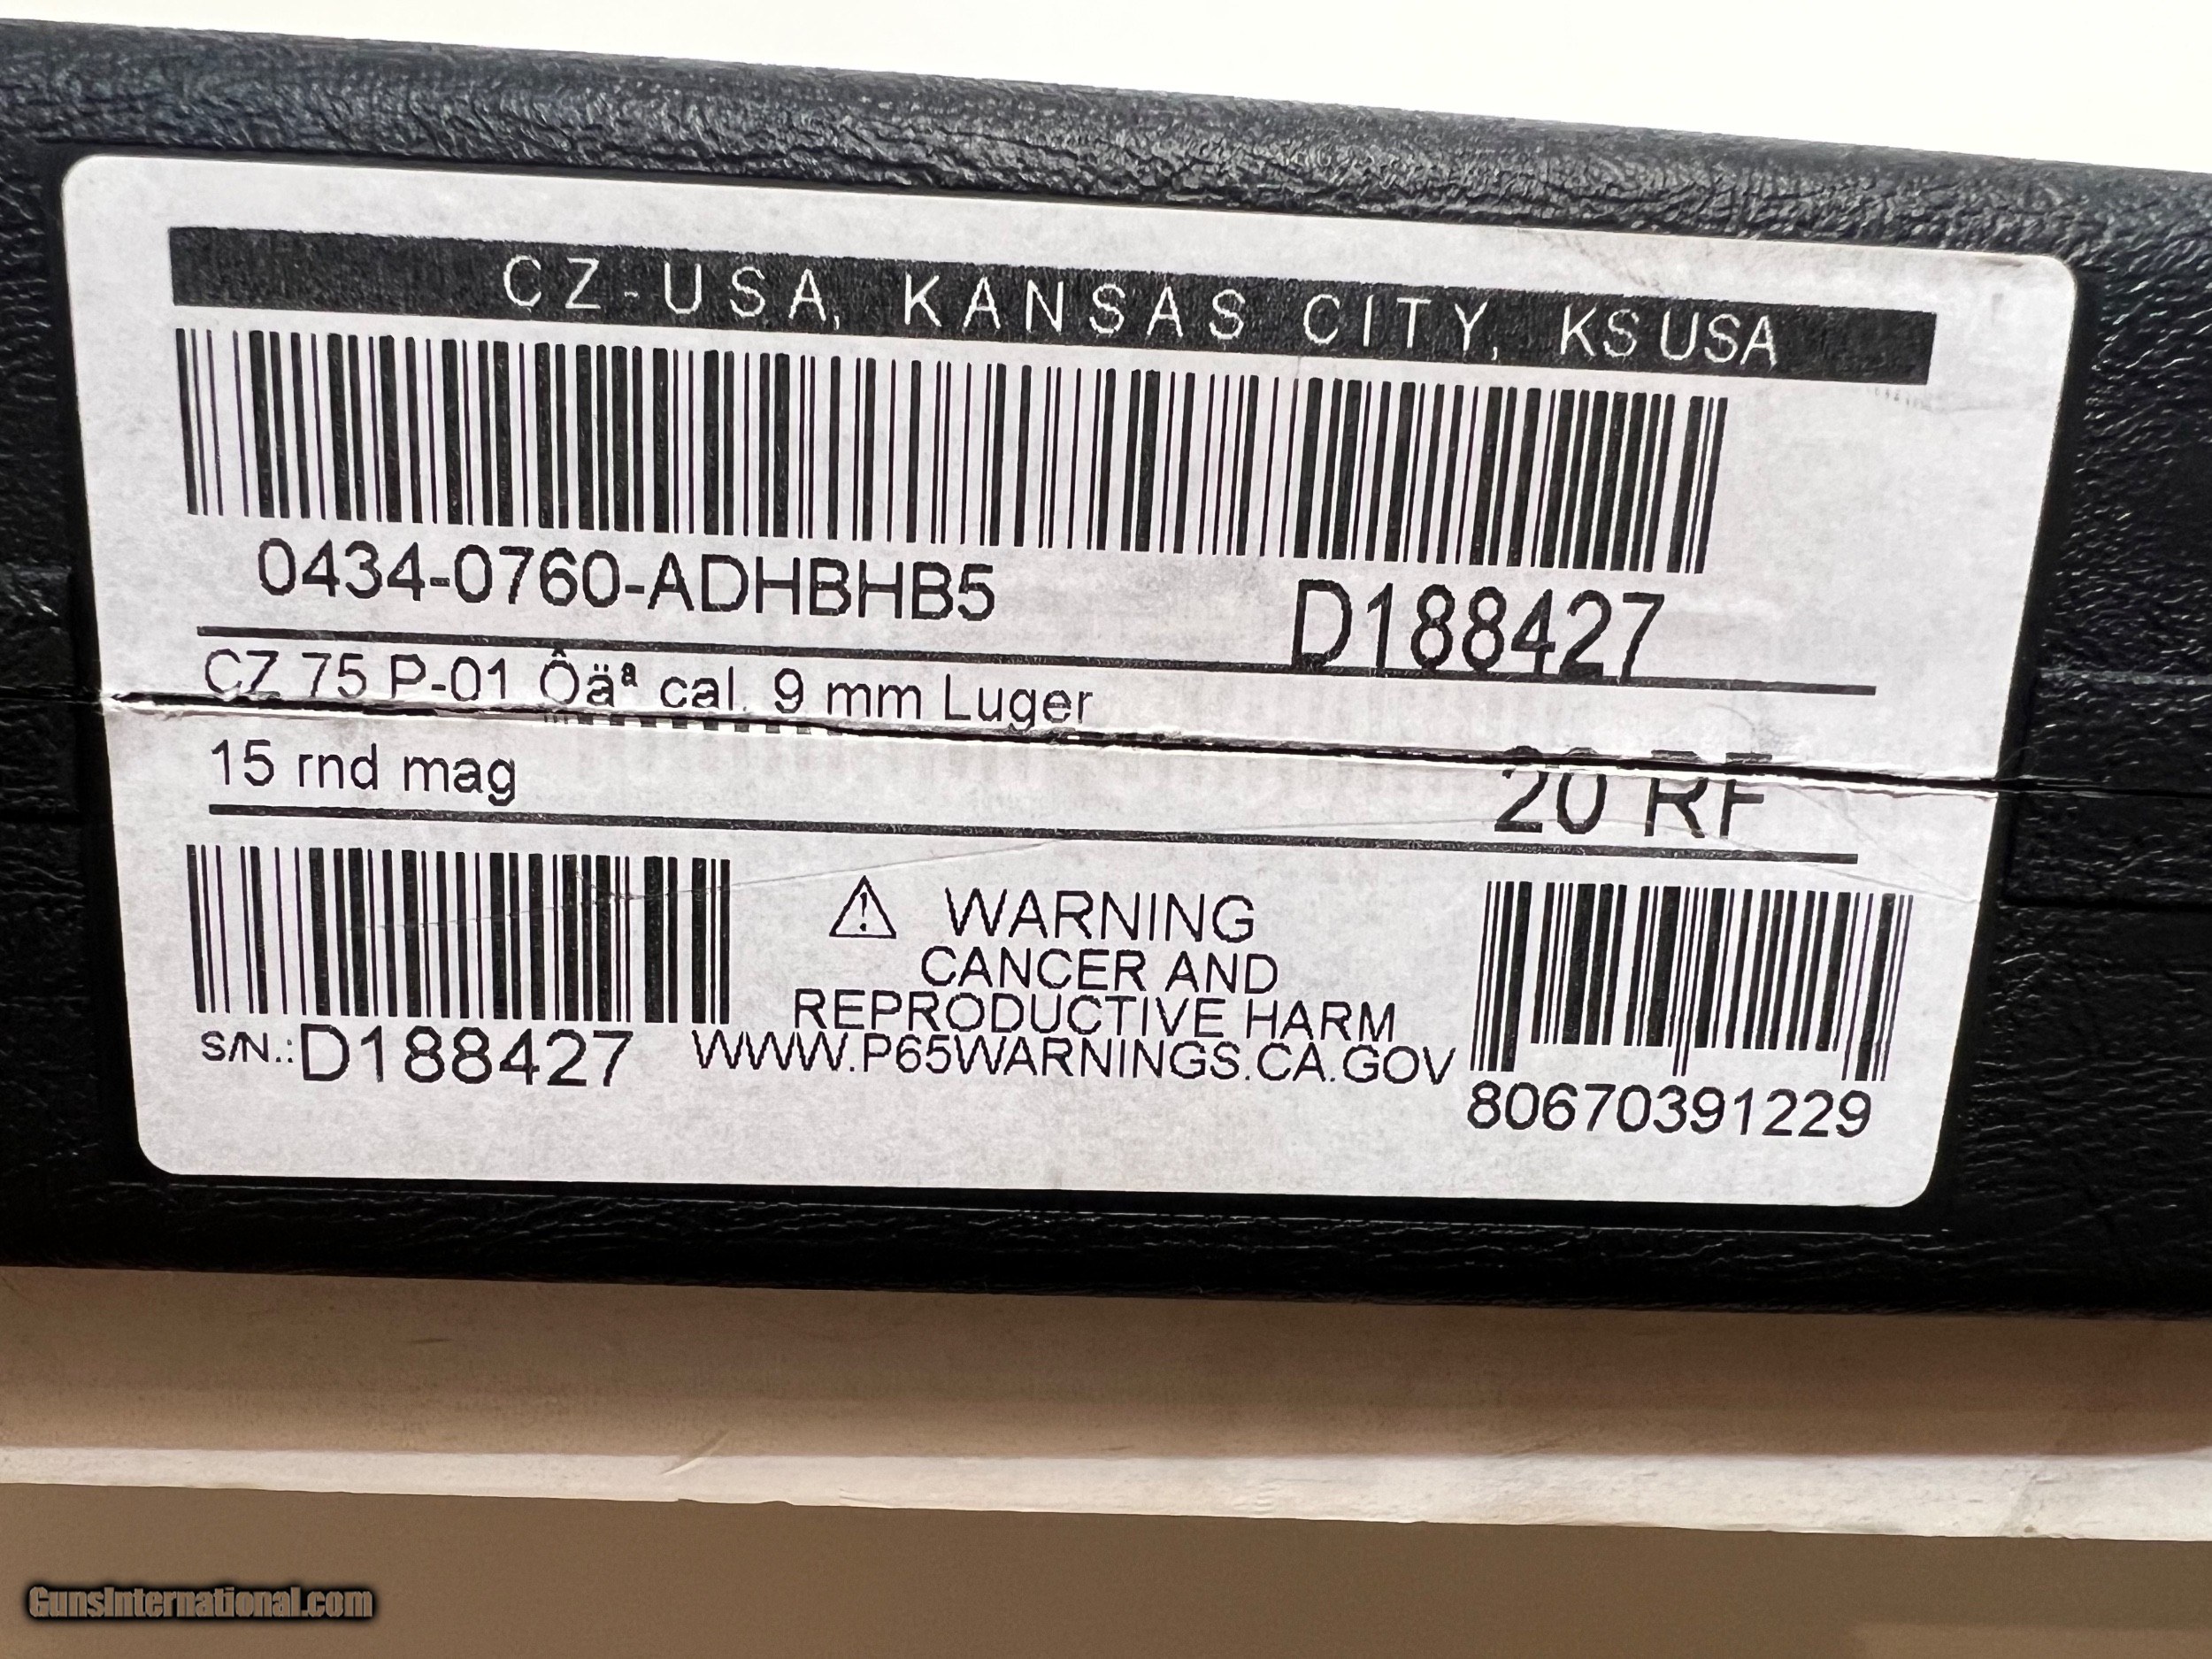 CZ-USA, KANSAS CITY, KS USA
0434-0760-ADHBHB5 D188427
CZ 75 P-01 Ôäª cal. 9 mm Luger
15 rnd mag 20 RF
S/N.:D188427
⚠ WARNING
CANCER AND
REPRODUCTIVE HARM
WWW.P65WARNINGS.CA.GOV
80670391229
GunsInternational.com